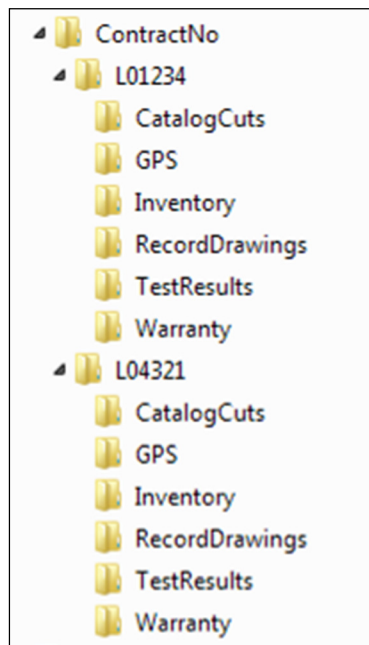 ContractNo
L01234
CatalogCuts
GPS
Inventory
RecordDrawings
TestResults
Warranty
L04321
CatalogCuts
GPS
Inventory
RecordDrawings
TestResults
Warranty